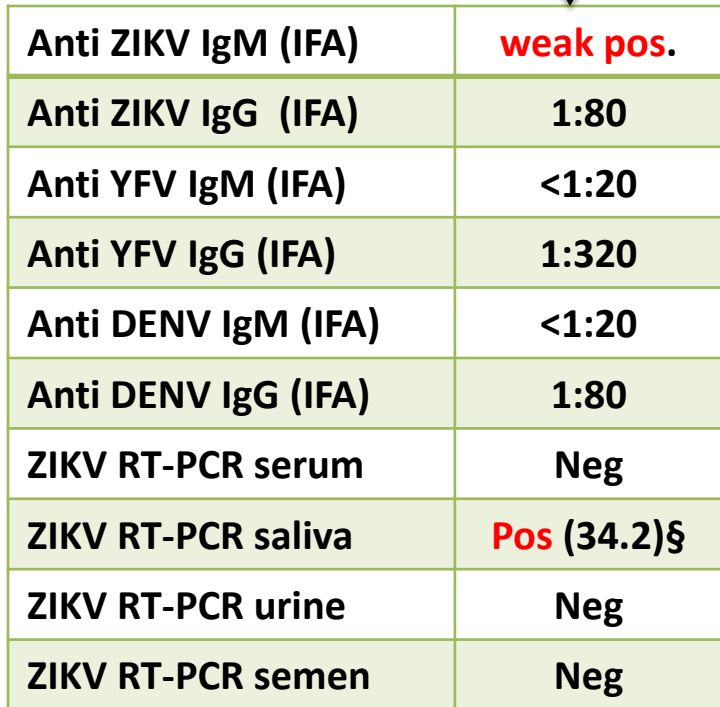 Anti ZIKV IgM (IFA) weak pos.
Anti ZIKV IgG (IFA) 1:80
Anti YFV IgM (IFA) <1:20
Anti YFV IgG (IFA) 1:320
Anti DENV IgM (IFA) <1:20
Anti DENV IgG (IFA) 1:80
ZIKV RT-PCR serum Neg
ZIKV RT-PCR saliva Pos (34.2)§
ZIKV RT-PCR urine Neg
ZIKV RT-PCR semen Neg